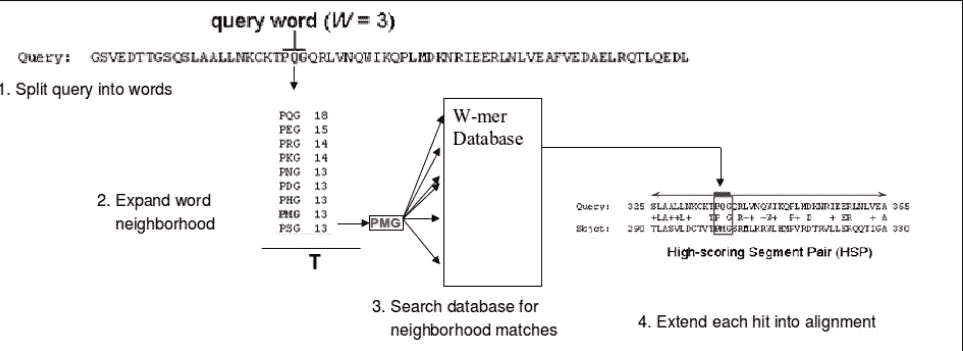 query word (W = 3)
Query: GSVEDTTGSQSLAALLNKCKTPQGQRLVNQWIKQPLMDKNRIEERLNLVEAFVEDAELRQTLQEDL
1. Split query into words
PQG 18
PEG 15
PRG 14
PKG 14
PNG 13
PDG 13
PHG 13
PMG 13
PSG 13
T
2. Expand word
neighborhood
PMG
W-mer
Database
3. Search database for
neighborhood matches
Query: 325 SLAALLNKCKTPQGQRLVNQWIKQPLMDKNRIEERLNLVEA 365
+LA++L+ TP G R++ +W+ P+ D + ER + A
Sbjct: 290 TLASVLDCTVTPMGSRMLKRWLHMPVRDTRVLLERQQTIGA 330
High-scoring Segment Pair (HSP)
4. Extend each hit into alignment